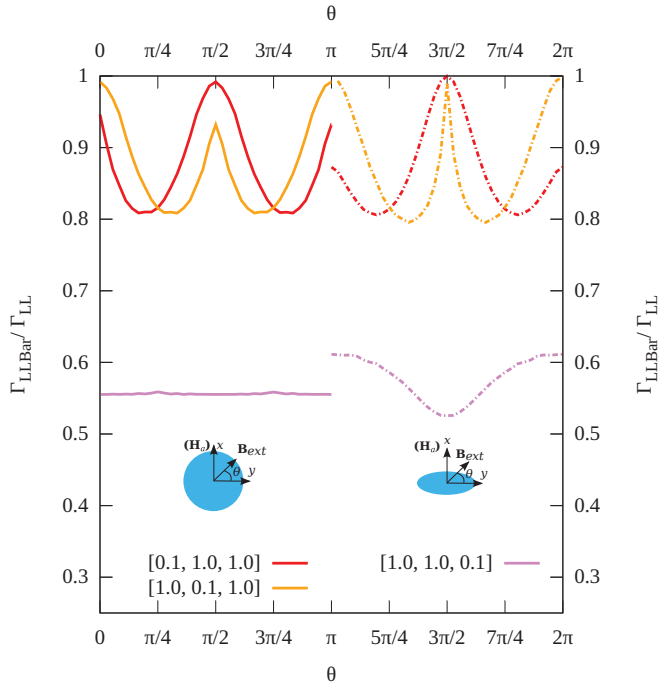 θ
0 π/4 π/2 3π/4 π 5π/4 3π/2 7π/4 2π
1 1
0.9 0.9
0.8 0.8
0.7 0.7
0.6 0.6
0.5 0.5
0.4 0.4
0.3 0.3
Γ_LLBar/ Γ_LL
Γ_LLBar/ Γ_LL
(H_a) x B_ext θ y
(H_a) x B_ext θ y
[0.1, 1.0, 1.0] [1.0, 1.0, 0.1]
[1.0, 0.1, 1.0]
0 π/4 π/2 3π/4 π 5π/4 3π/2 7π/4 2π
θ